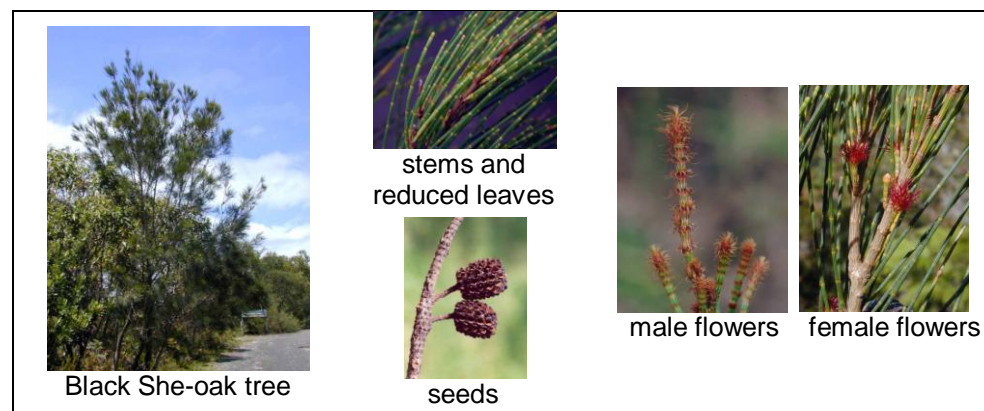 stems and
reduced leaves
male flowers
female flowers
Black She-oak tree
seeds